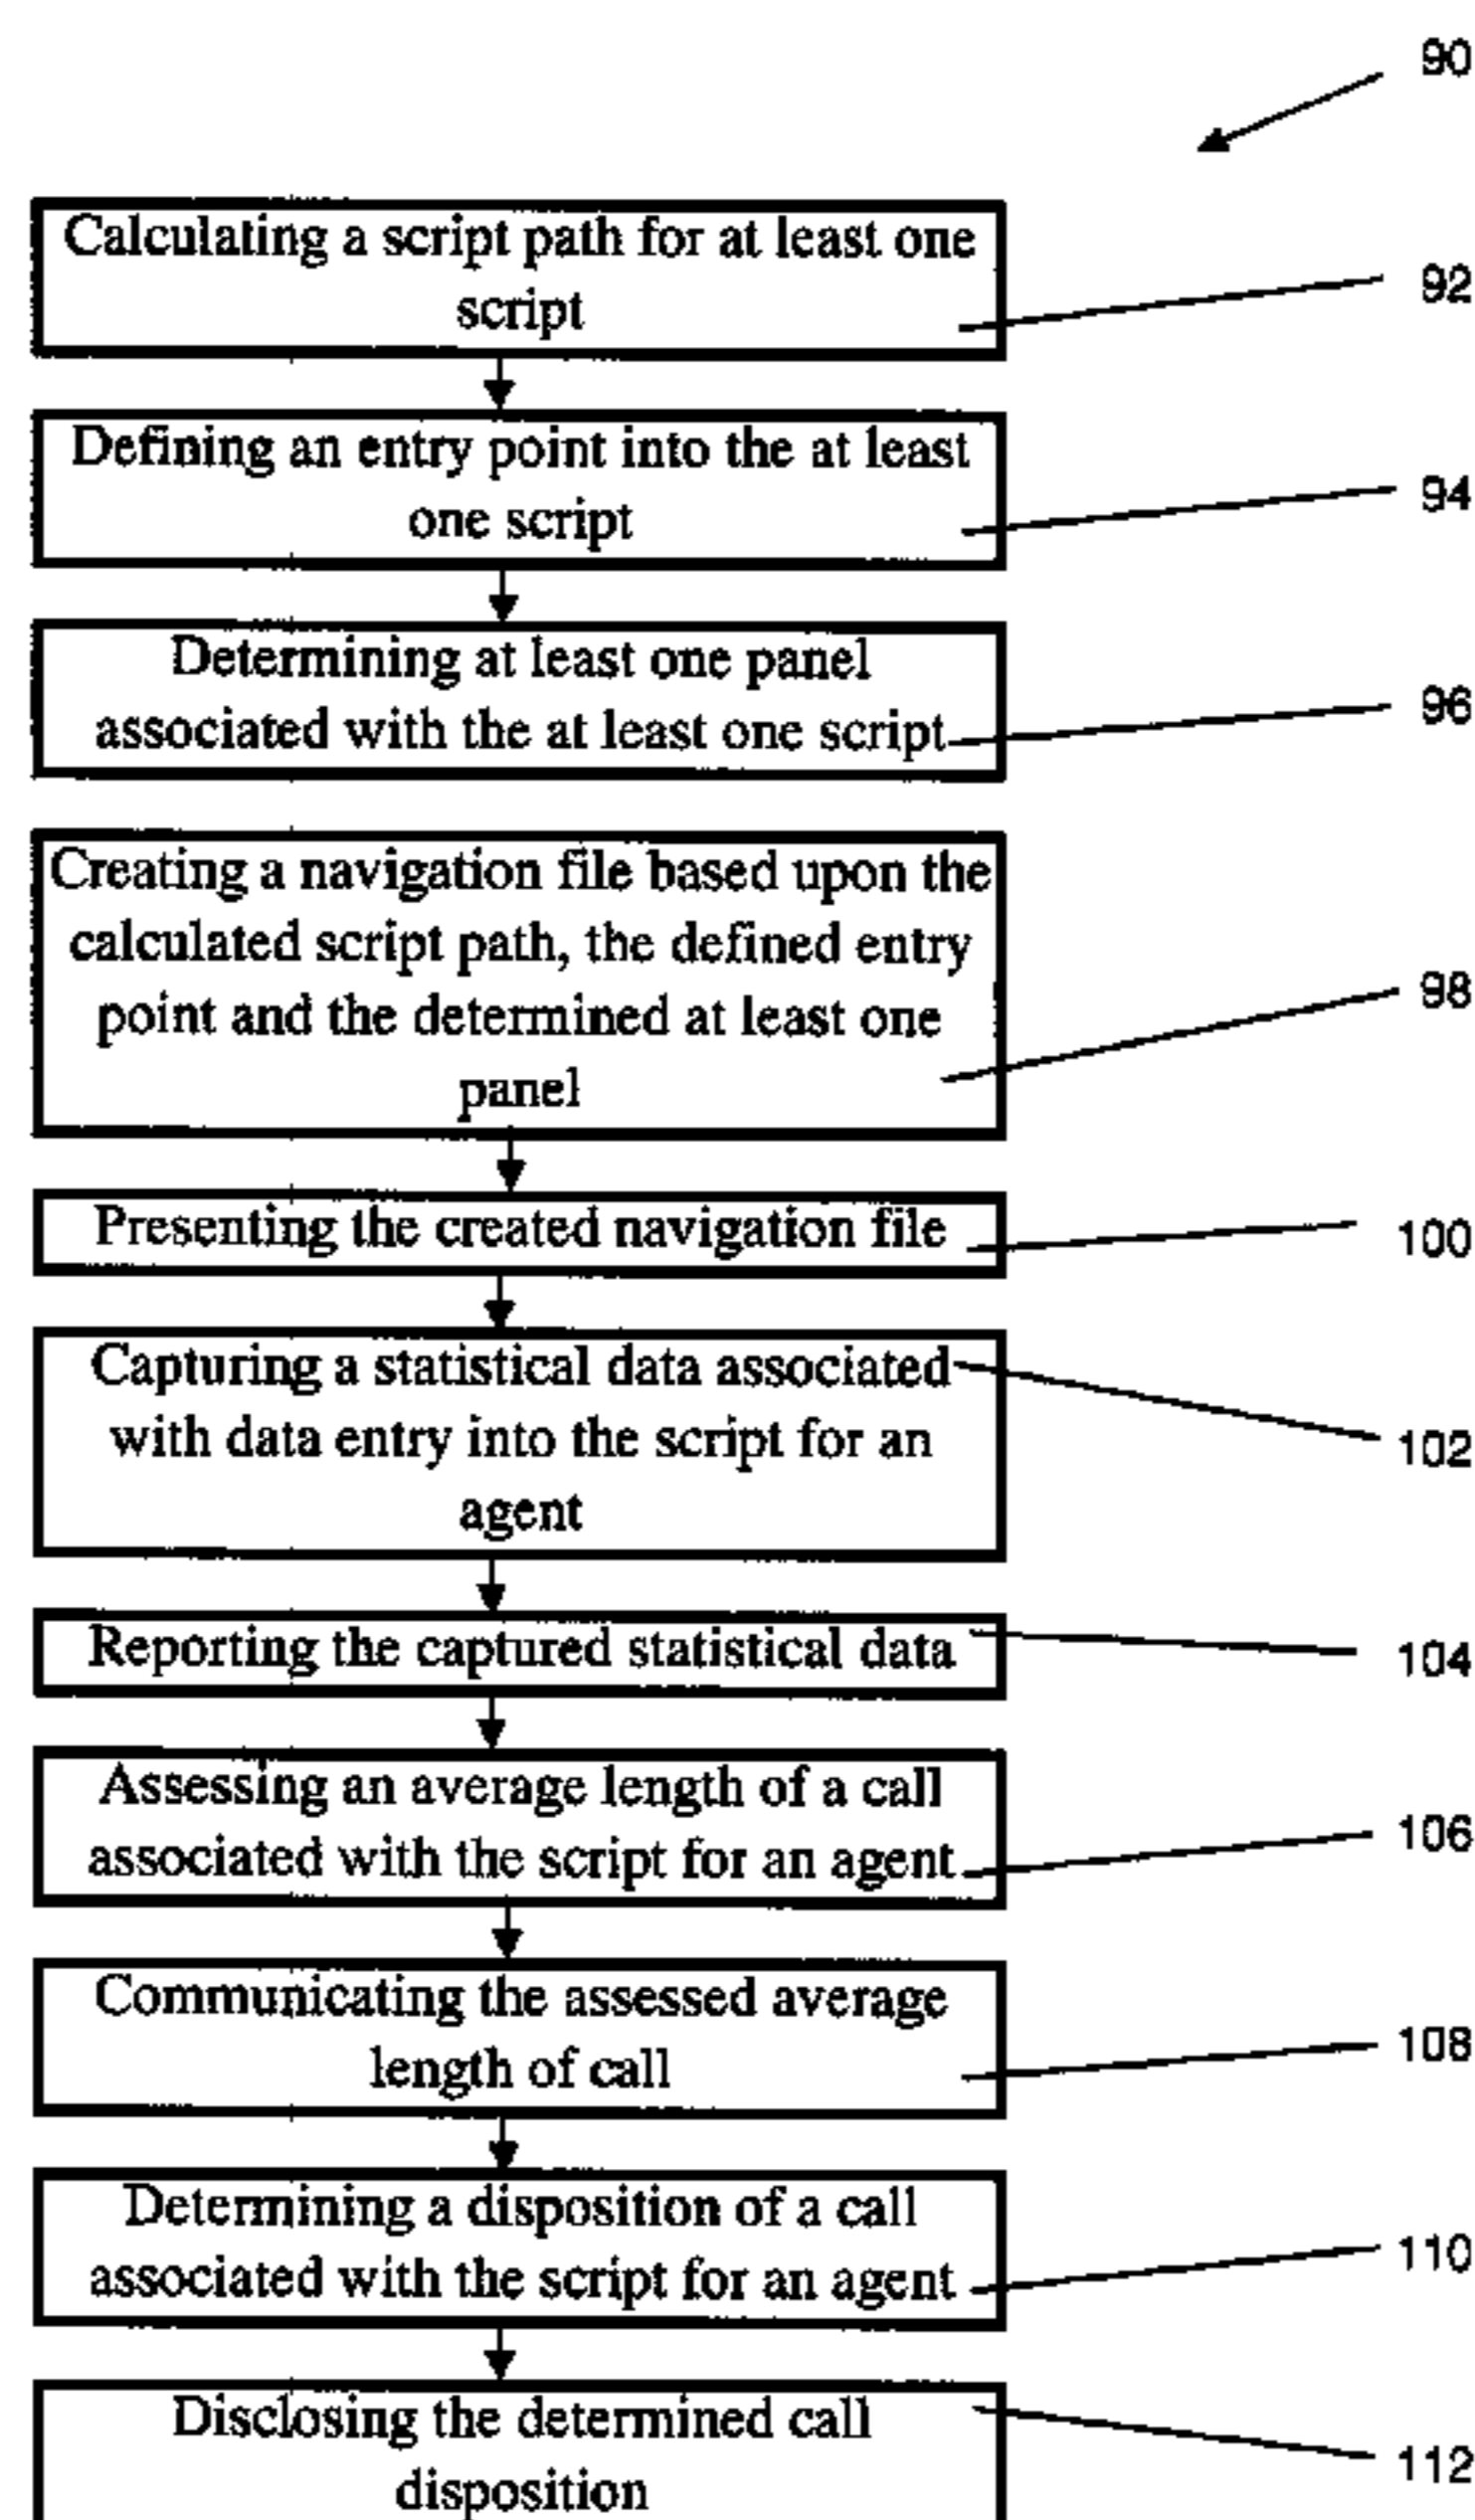 90
Calculating a script path for at least one
script
92
Defining an entry point into the at least
one script
94
Determining at least one panel
associated with the at least one script
96
Creating a navigation file based upon the
calculated script path, the defined entry
point and the determined at least one
panel
98
Presenting the created navigation file
100
Capturing a statistical data associated
with data entry into the script for an
agent
102
Reporting the captured statistical data
104
Assessing an average length of a call
associated with the script for an agent
106
Communicating the assessed average
length of call
108
Determining a disposition of a call
associated with the script for an agent
110
Disclosing the determined call
disposition
112